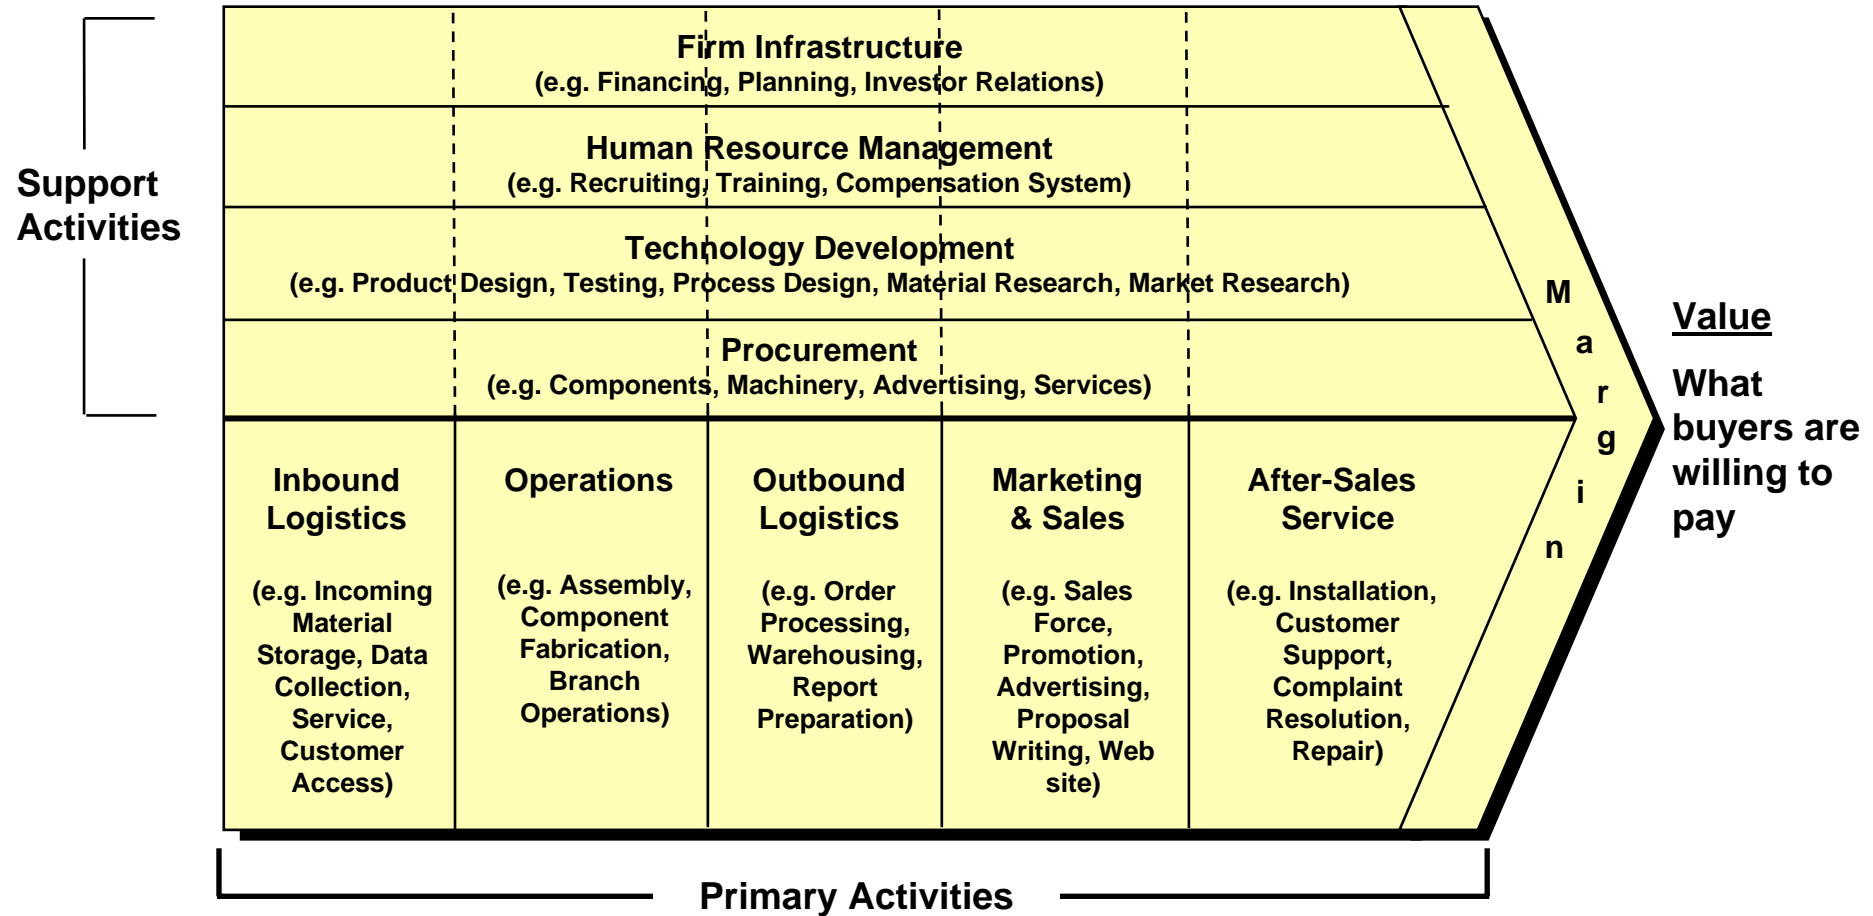 Support
Activities
Firm Infrastructure
(e.g. Financing, Planning, Investor Relations)
Human Resource Management
(e.g. Recruiting, Training, Compensation System)
Technology Development
(e.g. Product Design, Testing, Process Design, Material Research, Market Research)
Procurement
(e.g. Components, Machinery, Advertising, Services)
Inbound
Logistics
(e.g. Incoming
Material
Storage, Data
Collection,
Service,
Customer
Access)
Operations
(e.g. Assembly,
Component
Fabrication,
Branch
Operations)
Outbound
Logistics
(e.g. Order
Processing,
Warehousing,
Report
Preparation)
Marketing
& Sales
(e.g. Sales
Force,
Promotion,
Advertising,
Proposal
Writing, Web
site)
After-Sales
Service
(e.g. Installation,
Customer
Support,
Complaint
Resolution,
Repair)
Margin
Value
What
buyers are
willing to
pay
Primary Activities